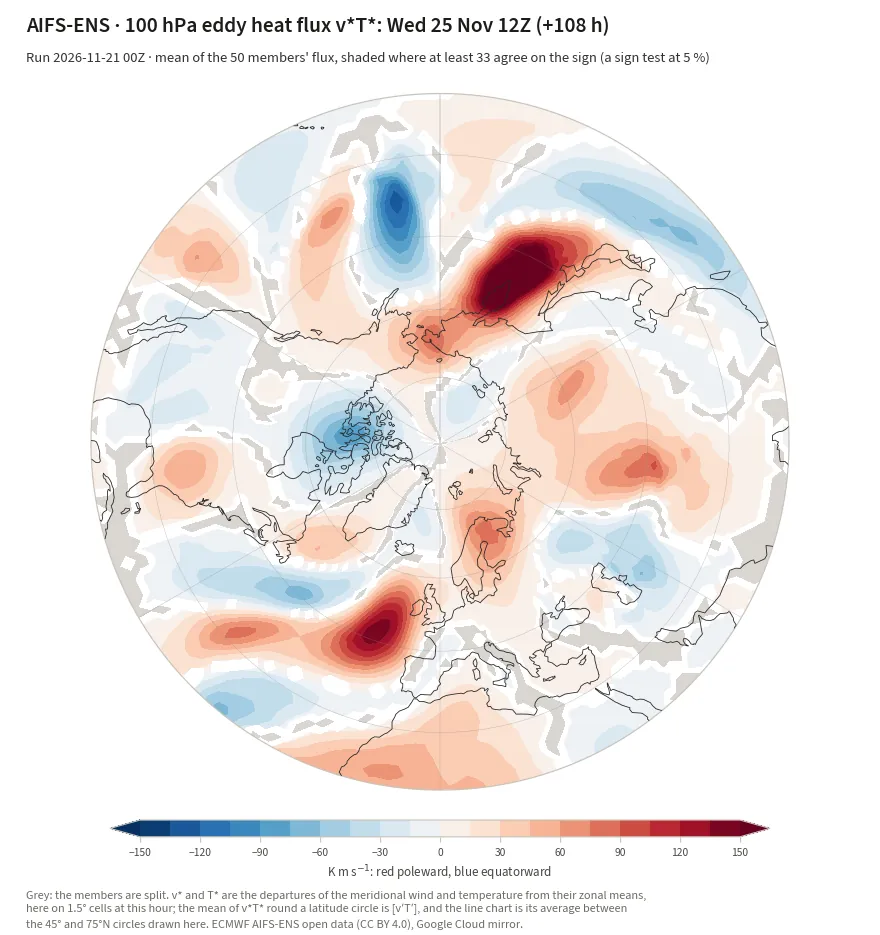 AIFS-ENS · 100 hPa eddy heat flux v*T*: Wed 25 Nov 12Z (+108 h)
Run 2026-11-21 00Z · mean of the 50 members' flux, shaded where at least 33 agree on the sign (a sign test at 5 %)
−150 −120 −90 −60 −30 0 30 60 90 120 150
K m s⁻¹: red poleward, blue equatorward
Grey: the members are split. v* and T* are the departures of the meridional wind and temperature from their zonal means,
here on 1.5° cells at this hour; the mean of v*T* round a latitude circle is [v′T′], and the line chart is its average between
the 45° and 75°N circles drawn here. ECMWF AIFS-ENS open data (CC BY 4.0), Google Cloud mirror.